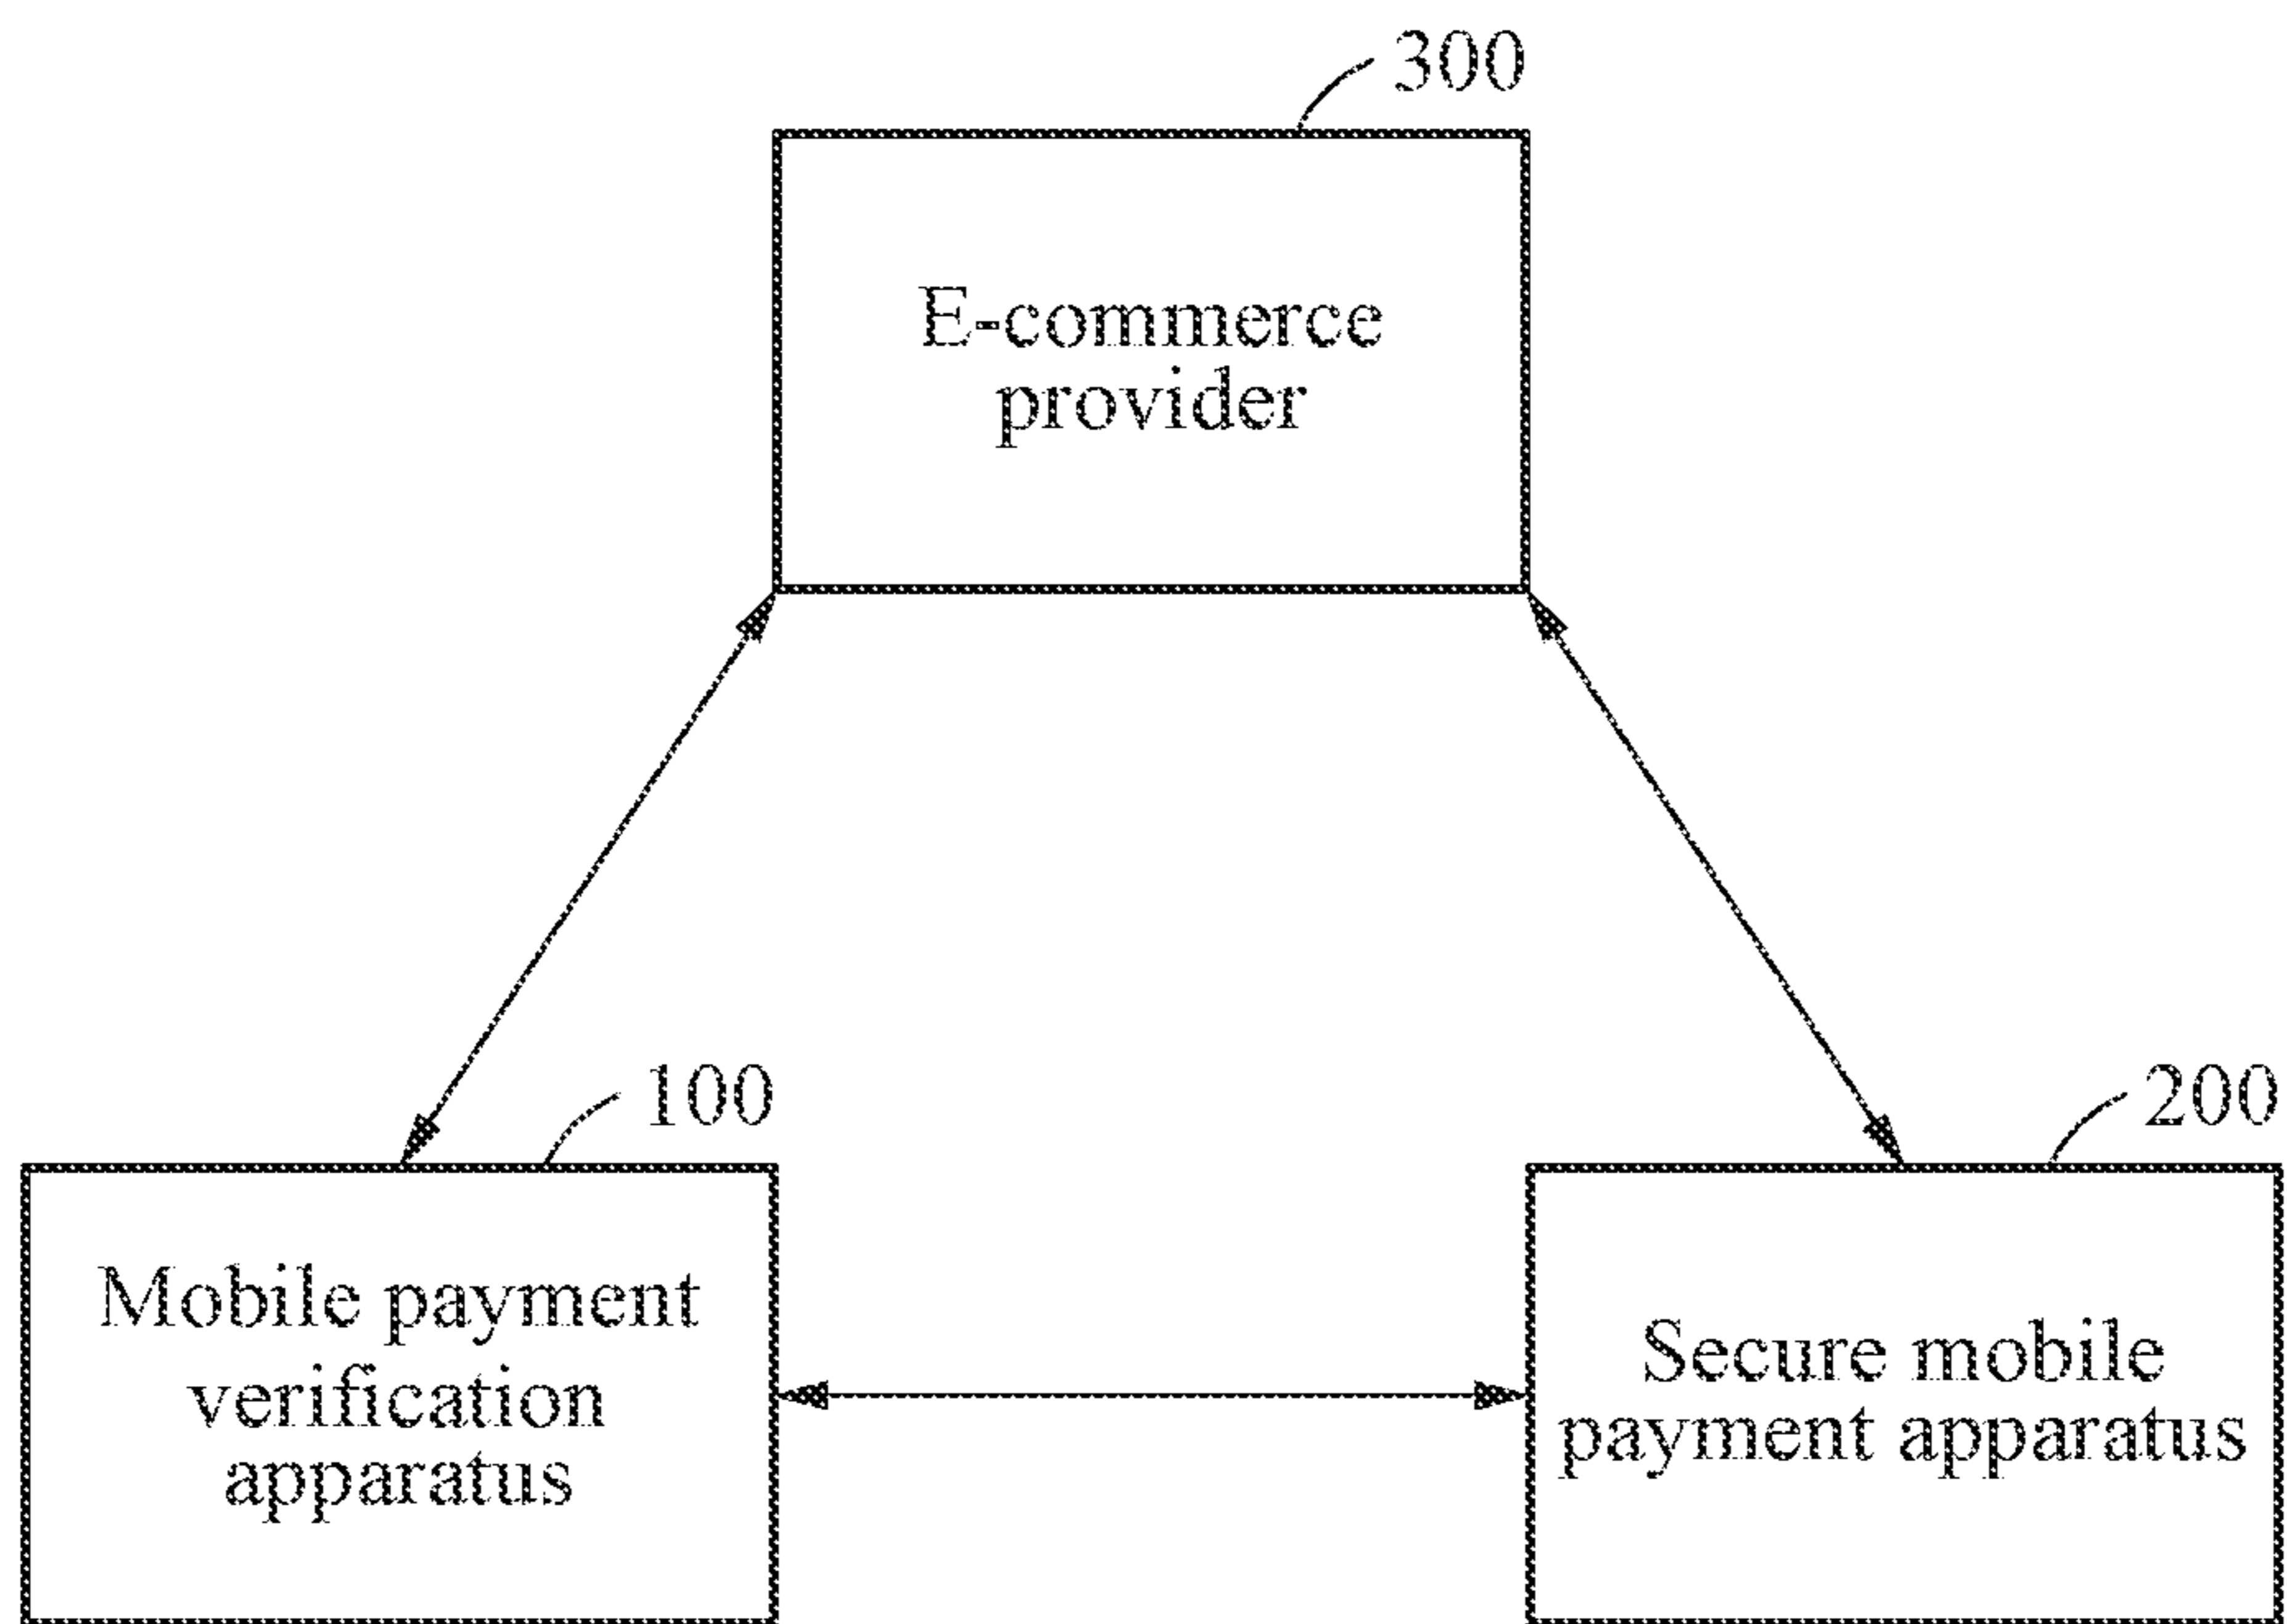 300
E-commerce
provider
100
200
Mobile payment
verification
apparatus
Secure mobile
payment apparatus